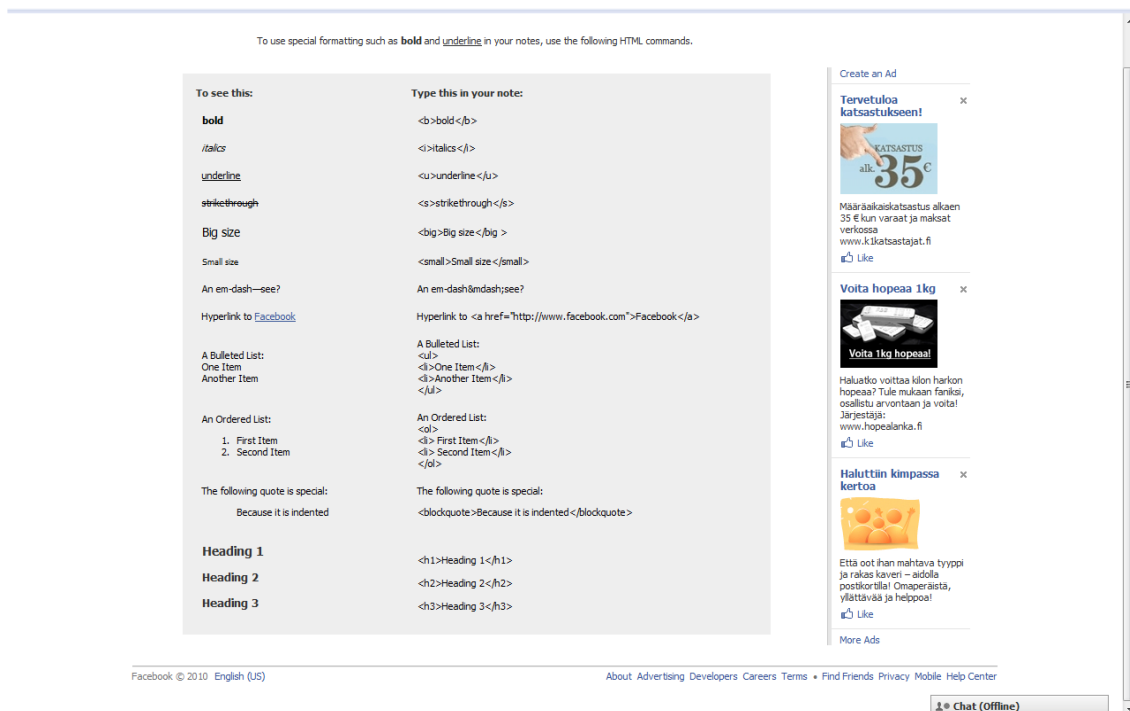 To use special formatting such as bold and underline in your notes, use the following HTML commands.
To see this: Type this in your note:
bold <b>bold</b>
italics <i>italics</i>
underline <u>underline</u>
strikethrough <s>strikethrough</s>
Big size <big>Big size</big >
Small size <small>Small size</small>
An em-dash—see? An em-dash&mdash;see?
Hyperlink to Facebook Hyperlink to <a href="http://www.facebook.com">Facebook</a>
A Bulleted List:
One Item
Another Item
A Bulleted List:
<ul>
<li>One Item</li>
<li>Another Item</li>
</ul>
An Ordered List:
1. First Item
2. Second Item
An Ordered List:
<ol>
<li> First Item</li>
<li> Second Item</li>
</ol>
The following quote is special: The following quote is special:
Because it is indented <blockquote>Because it is indented</blockquote>
Heading 1 <h1>Heading 1</h1>
Heading 2 <h2>Heading 2</h2>
Heading 3 <h3>Heading 3</h3>
Create an Ad
Tervetuloa
katsastukseen!
KATSASTUS
alk. 35 €
Määräaikaiskatsastus alkaen
35 € kun varaat ja maksat
verkossa
www.k1katsastajat.fi
Like
Voita hopeaa 1kg
Voita 1kg hopeaa!
Haluatko voittaa kilon harkon
hopeaa? Tule mukaan faniksi,
osallistu arvontaan ja voita!
Järjestäjä:
www.hopealanka.fi
Like
Haluttiin kimpassa
kertoa
Että oot ihan mahtava tyyppi
ja rakas kaveri – aidolla
postikortilla! Omaperäistä,
yllättävää ja helppoa!
Like
More Ads
Facebook © 2010 English (US) About Advertising Developers Careers Terms • Find Friends Privacy Mobile Help Center
Chat (Offline)